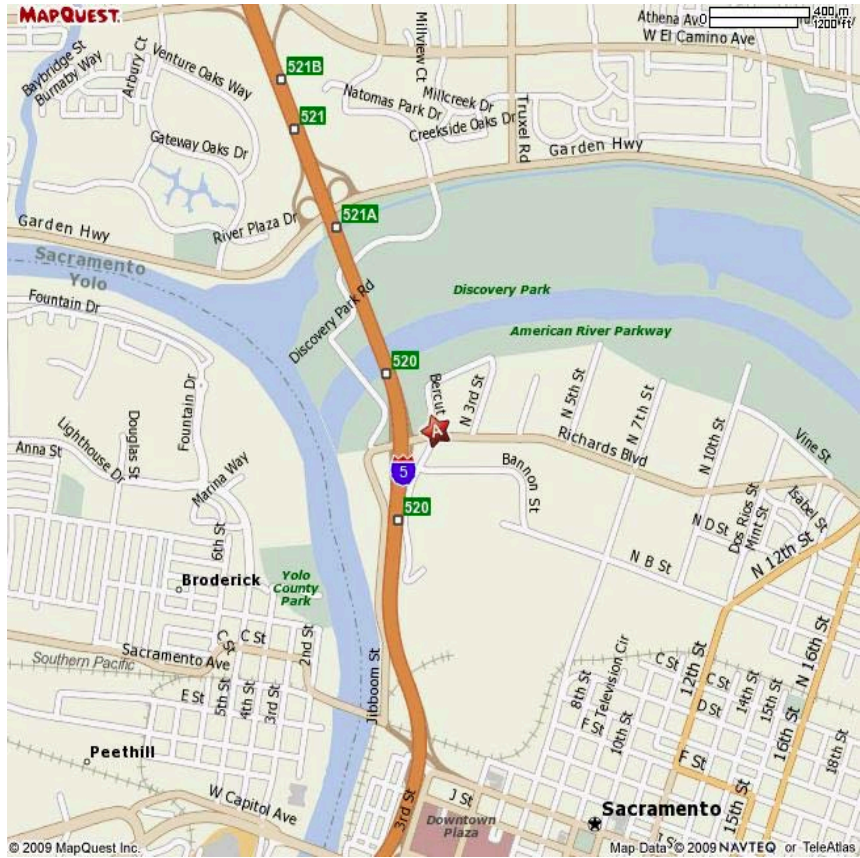 MAPQUEST.
400 m
0
1200 ft
Athena Ave
W El Camino Ave
Baybridge St
Burnaby Way
Arbury Ct
Venture Oaks Way
521B
Millview Ct
Natomas Park Dr
Millcreek Dr
Creekside Oaks Dr
Truxel Rd
521
Gateway Oaks Dr
Garden Hwy
River Plaza Dr
521A
Garden Hwy
Sacramento
Yolo
Fountain Dr
Discovery Park Rd
Discovery Park
American River Parkway
520
Bercut
N 3rd St
N 5th St
N 7th St
N 10th St
Vine St
Fountain Dr
Douglas St
Lighthouse Dr
Anna St
A
Richards Blvd
5
Bannon St
Marina Way
520
6th St
Isabel St
Dos Rios St
Mint St
N D St
N 12th St
N B St
Broderick
Yolo
County
Park
C St
C St
2nd St
Sacramento Ave
Southern Pacific
E St
5th St
4th St
3rd St
Jibboom St
8th St
Television Cir
C St
12th St
C St
D St
14th St
15th St
N 16th St
16th St
F St
10th St
F St
18th St
15th St
Peethill
W Capitol Ave
3rd St
J St
Downtown
Plaza
Sacramento
© 2009 MapQuest Inc.
Map Data © 2009 NAVTEQ or TeleAtlas